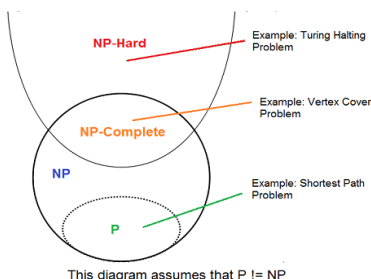 NP-Hard
Example: Turing Halting
Problem
Example: Vertex Cover
Problem
NP-Complete
NP
Example: Shortest Path
Problem
P
This diagram assumes that P != NP